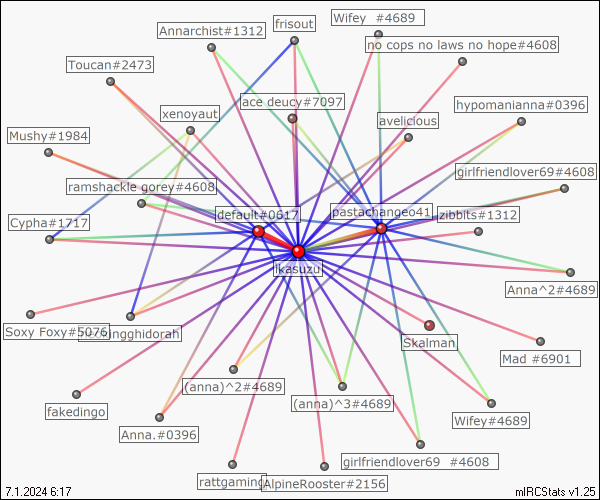 frisout
Wifey  #4689
Annarchist#1312
no cops no laws no hope#4608
Toucan#2473
ace deucy#7097
hypomanianna#0396
xenoyaut
avelicious
Mushy#1984
girlfriendlover69#4608
ramshackle gorey#4608
default#0617
pastachangeo41
zibbits#1312
Cypha#1717
ikasuzu
Anna^2#4689
Soxy Foxy#5076
Skalman
Mad #6901
(anna)^2#4689
(anna)^3#4689
fakedingo
Anna.#0396
Wifey#4689
girlfriendlover69  #4608
rattgaming
AlpineRooster#2156
7.1.2024 6:17
mIRCStats v1.25